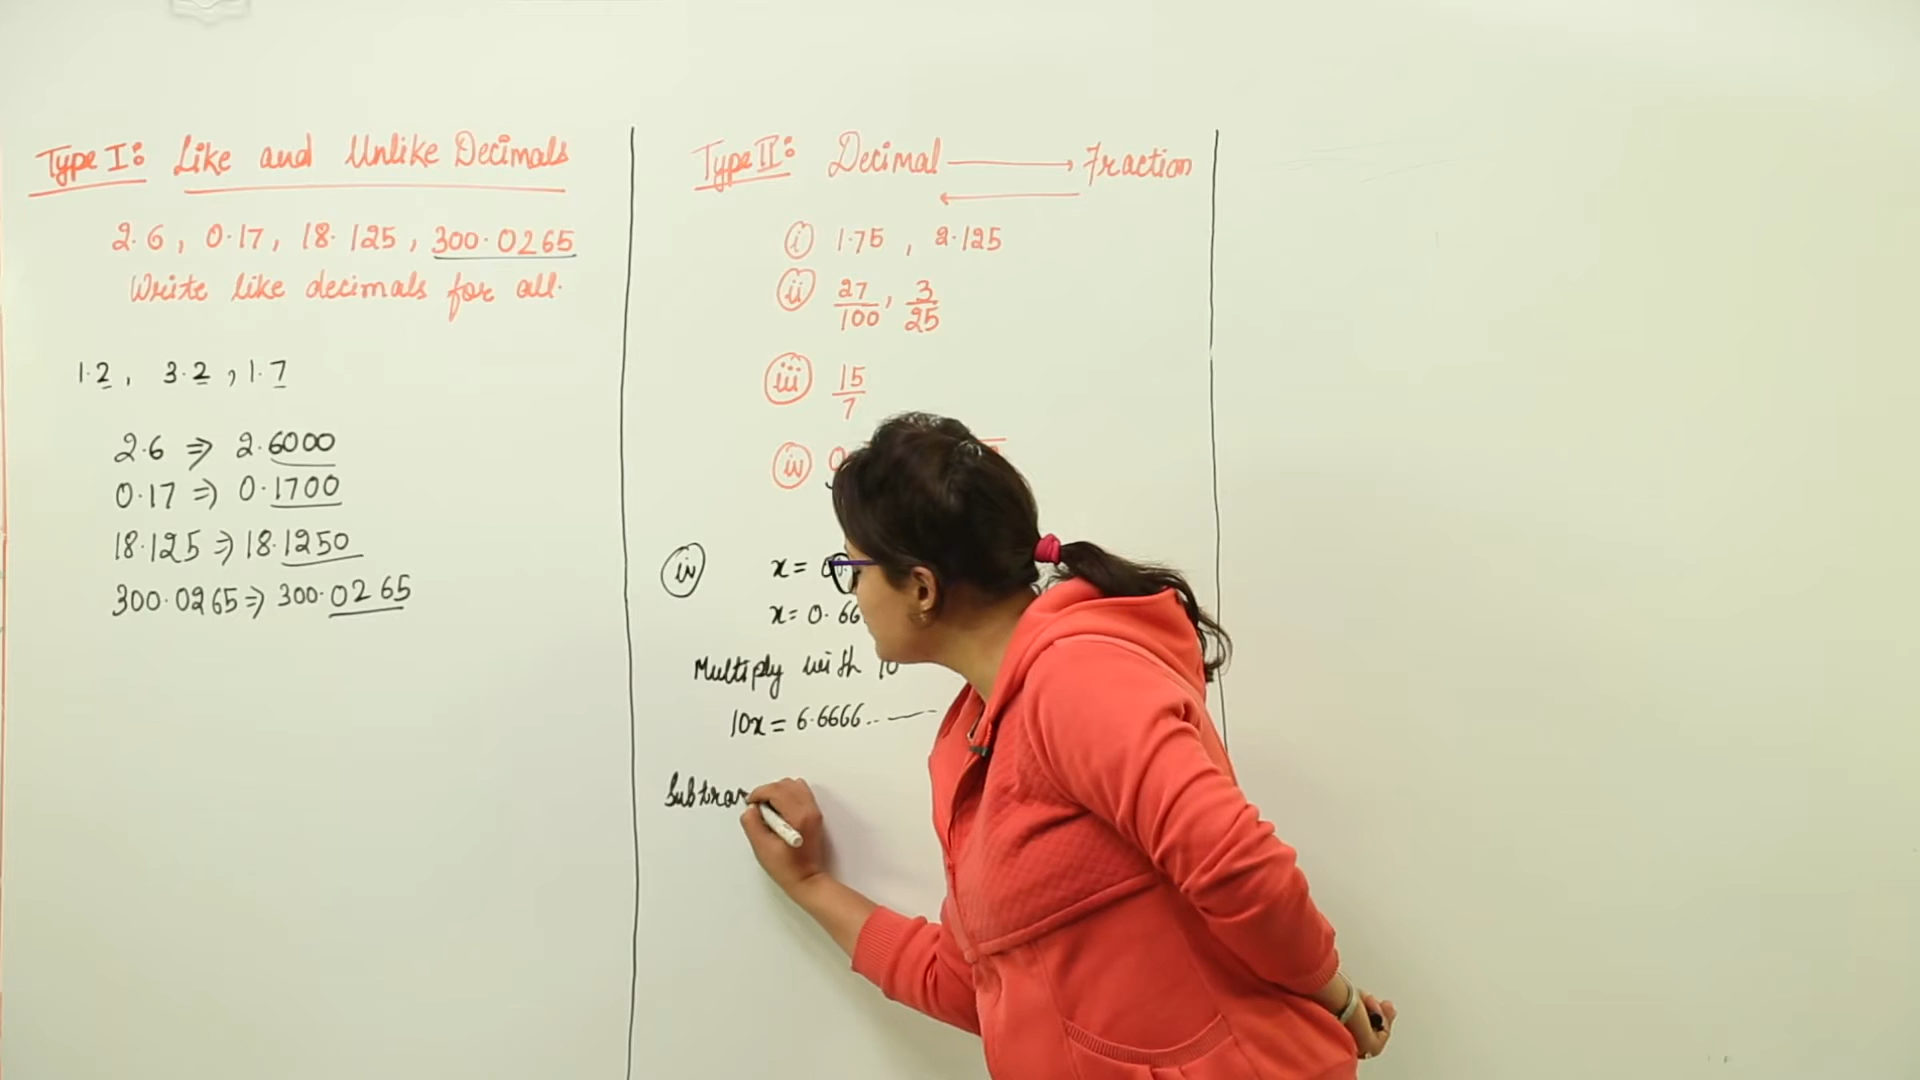 Type I: Like and Unlike Decimals
2.6, 0.17, 18.125, 300.0265
Write like decimals for all.
1.2, 3.2, 1.7
2.6 ⇒ 2.6000
0.17 ⇒ 0.1700
18.125 ⇒ 18.1250
300.0265 ⇒ 300.0265
Type II: Decimal ⟶ Fraction
⟵
(i) 1.75, 2.125
(ii) 27/100, 3/25
(iii) 15/7
(iv)
(iv) x =
x = 0.66
Multiply with 10
10x = 6.6666..—
Subtra